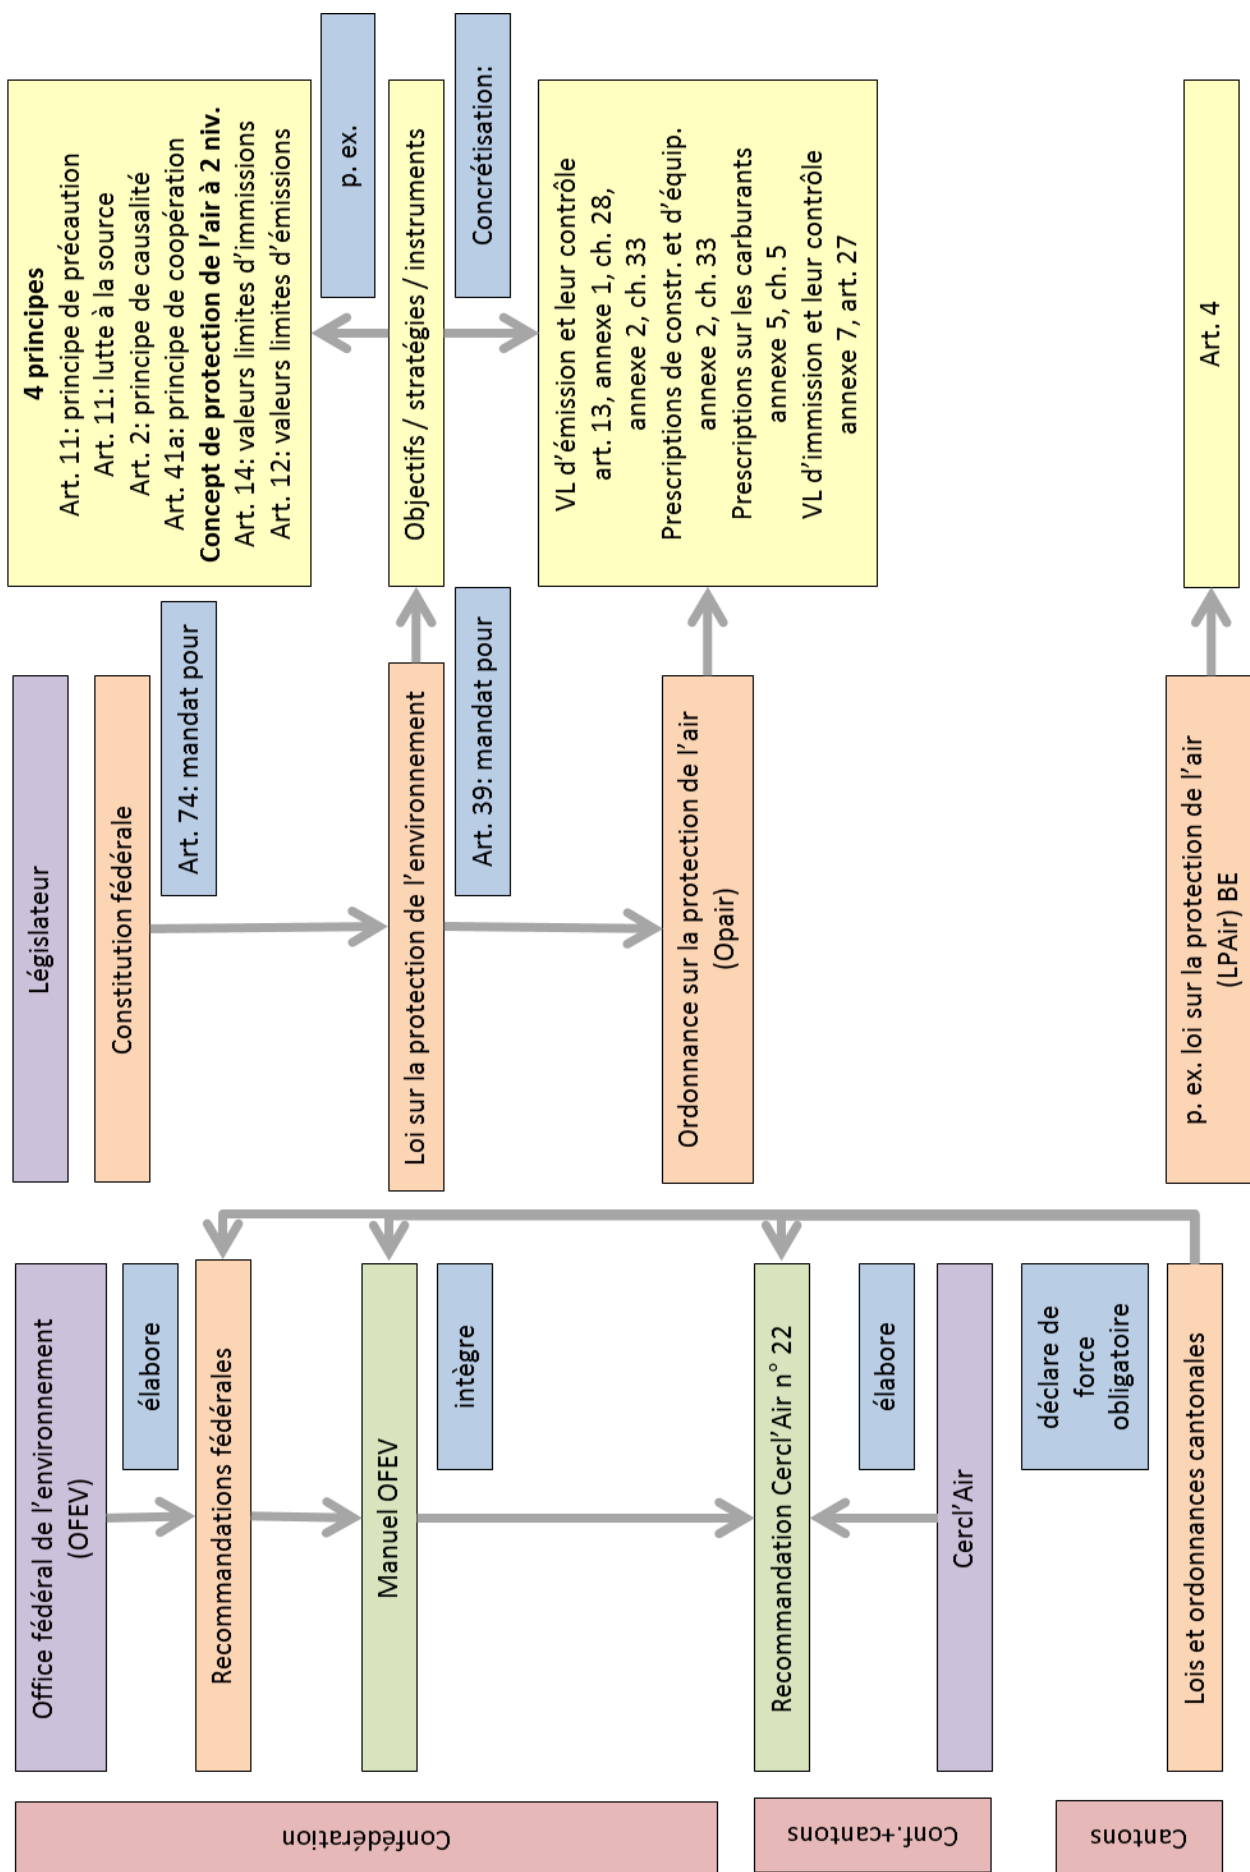 Confédération
Conf.+cantons
Cantons
Office fédéral de l'environnement
(OFEV)
élabore
Recommandations fédérales
Manuel OFEV
intègre
Recommandation Cercl'Air n° 22
élabore
Cercl'Air
déclare de
force
obligatoire
Lois et ordonnances cantonales
Législateur
Constitution fédérale
Art. 74: mandat pour
Loi sur la protection de l'environnement
Art. 39: mandat pour
Ordonnance sur la protection de l'air
(Opair)
p. ex. loi sur la protection de l'air
(LPAir) BE
4 principes
Art. 11: principe de précaution
Art. 11: lutte à la source
Art. 2: principe de causalité
Art. 41a: principe de coopération
Concept de protection de l'air à 2 niv.
Art. 14: valeurs limites d'immissions
Art. 12: valeurs limites d'émissions
p. ex.
Objectifs / stratégies / instruments
Concrétisation:
VL d'émission et leur contrôle
art. 13, annexe 1, ch. 28,
annexe 2, ch. 33
Prescriptions de constr. et d'équip.
annexe 2, ch. 33
Prescriptions sur les carburants
annexe 5, ch. 5
VL d'immission et leur contrôle
annexe 7, art. 27
Art. 4